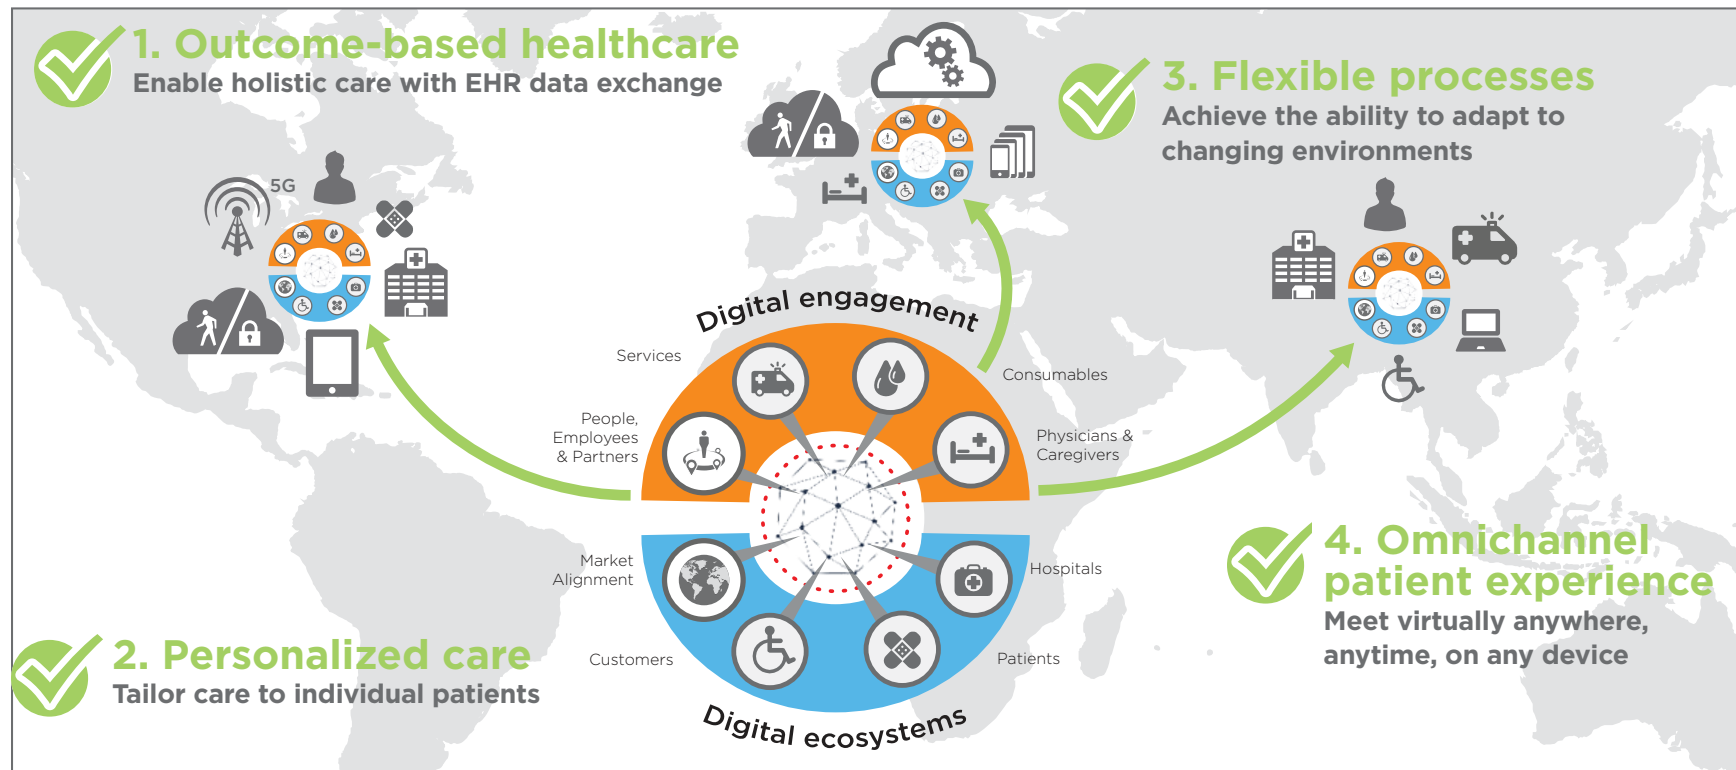 1. Outcome-based healthcare
Enable holistic care with EHR data exchange
3. Flexible processes
Achieve the ability to adapt to
changing environments
5G
Digital engagement
Services
Consumables
People,
Employees
& Partners
Physicians &
Caregivers
Market
Alignment
Hospitals
Customers
Patients
Digital ecosystems
2. Personalized care
Tailor care to individual patients
4. Omnichannel
patient experience
Meet virtually anywhere,
anytime, on any device